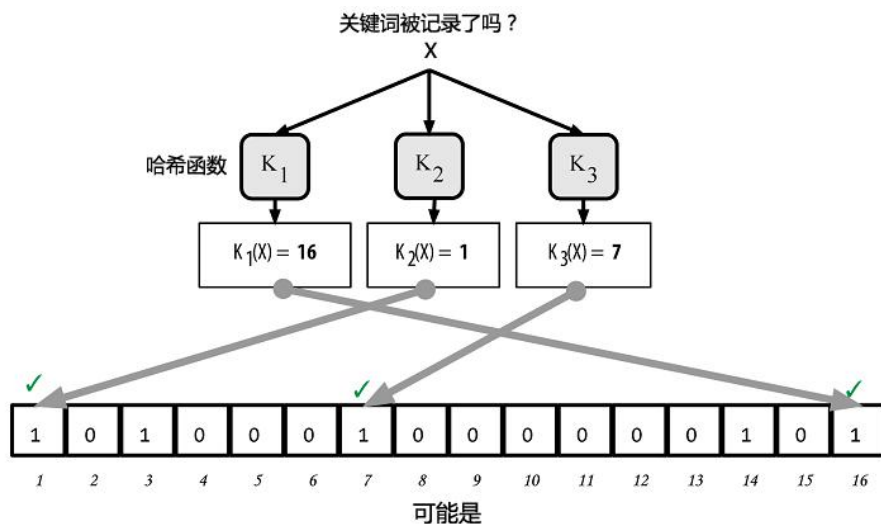 关键词被记录了吗？
X
哈希函数 K1 K2 K3
K1(X) = 16 K2(X) = 1 K3(X) = 7
✓ ✓ ✓
1 0 1 0 0 0 1 0 0 0 0 0 0 1 0 1
1 2 3 4 5 6 7 8 9 10 11 12 13 14 15 16
可能是